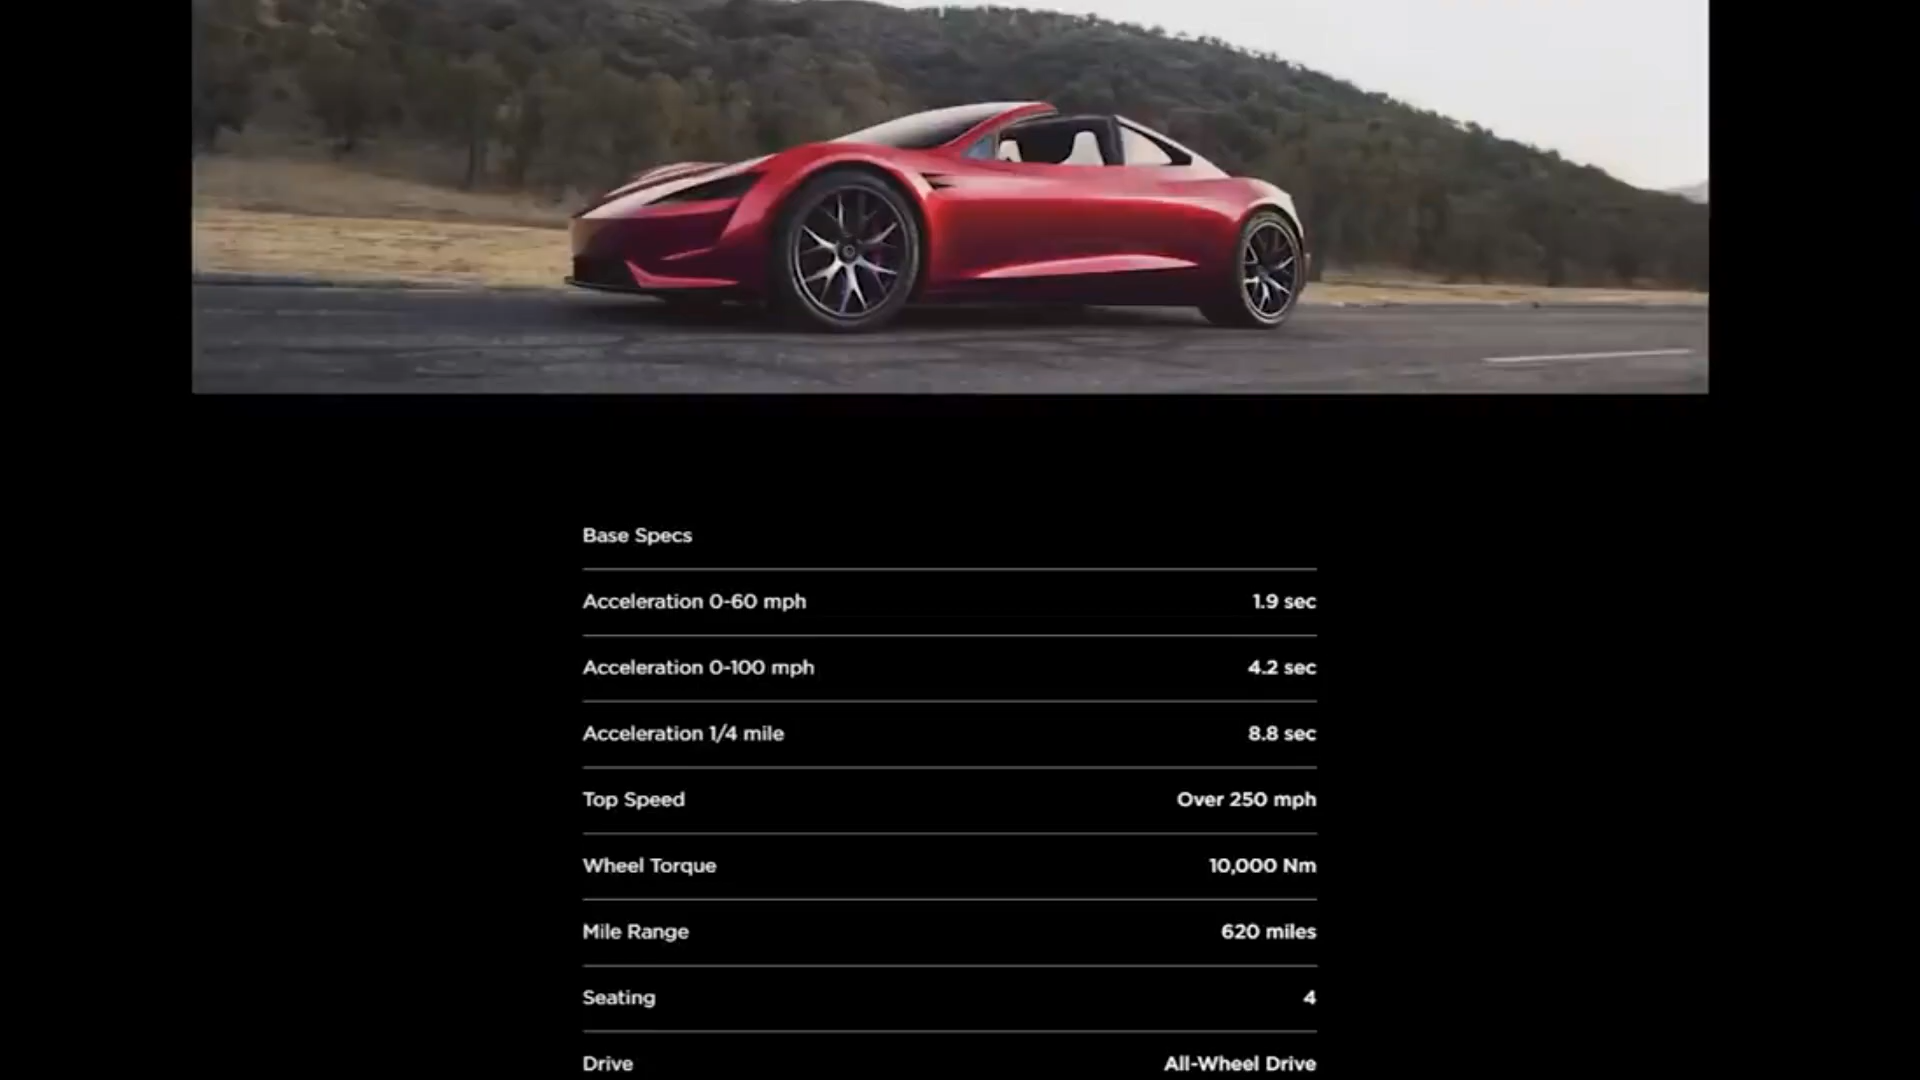 Base Specs
Acceleration 0-60 mph 1.9 sec
Acceleration 0-100 mph 4.2 sec
Acceleration 1/4 mile 8.8 sec
Top Speed Over 250 mph
Wheel Torque 10,000 Nm
Mile Range 620 miles
Seating 4
Drive All-Wheel Drive